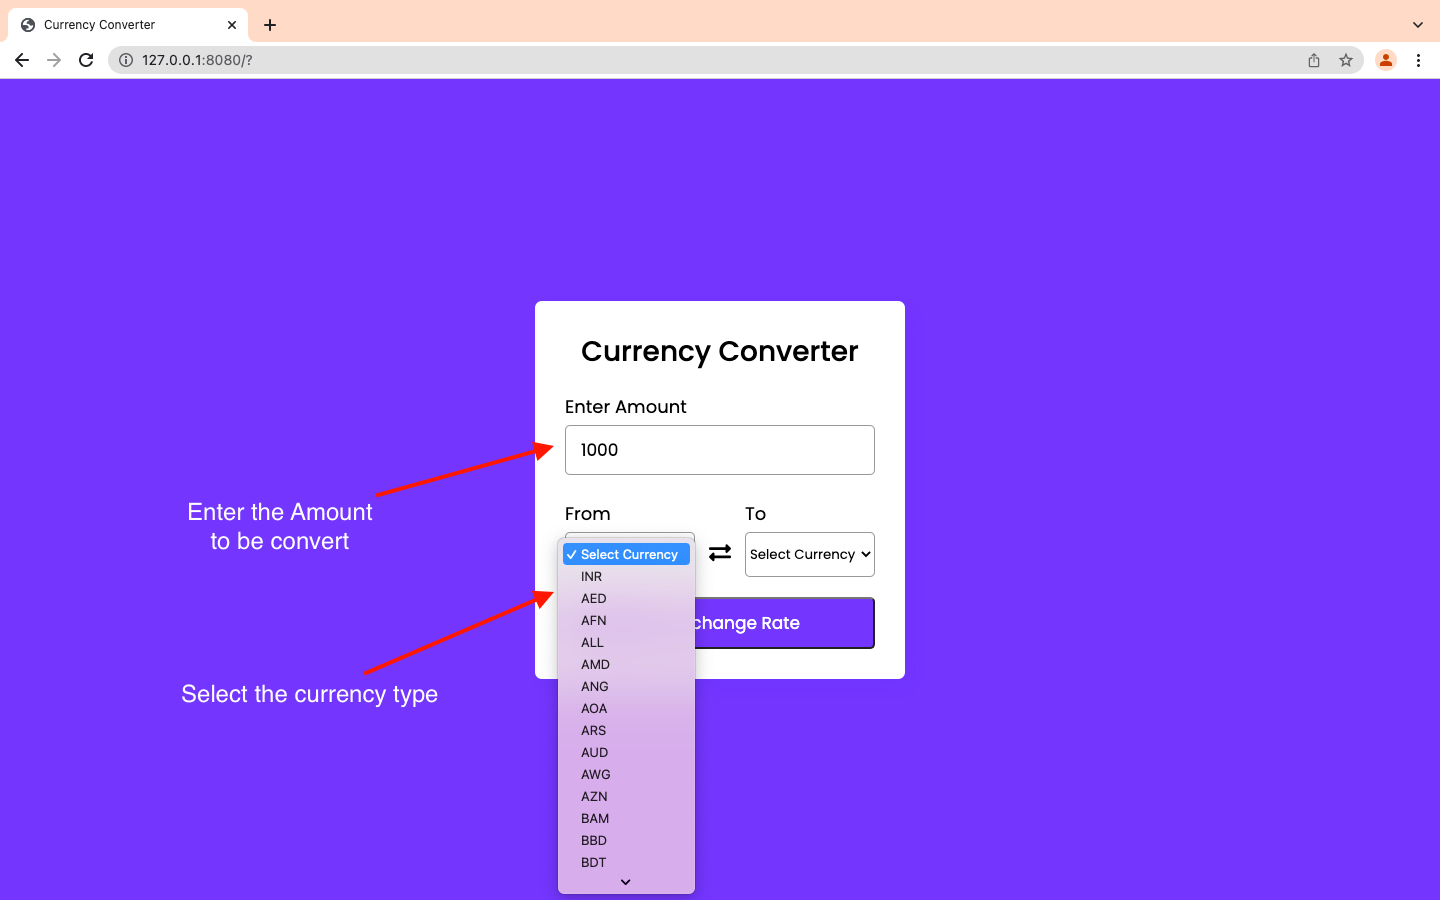 Currency Converter
127.0.0.1:8080/?
Currency Converter
Enter Amount
1000
Enter the Amount
to be convert
From
To
Select Currency
Select Currency
INR
AED
AFN
ALL
AMD
ANG
AOA
ARS
AUD
AWG
AZN
BAM
BBD
BDT
change Rate
Select the currency type